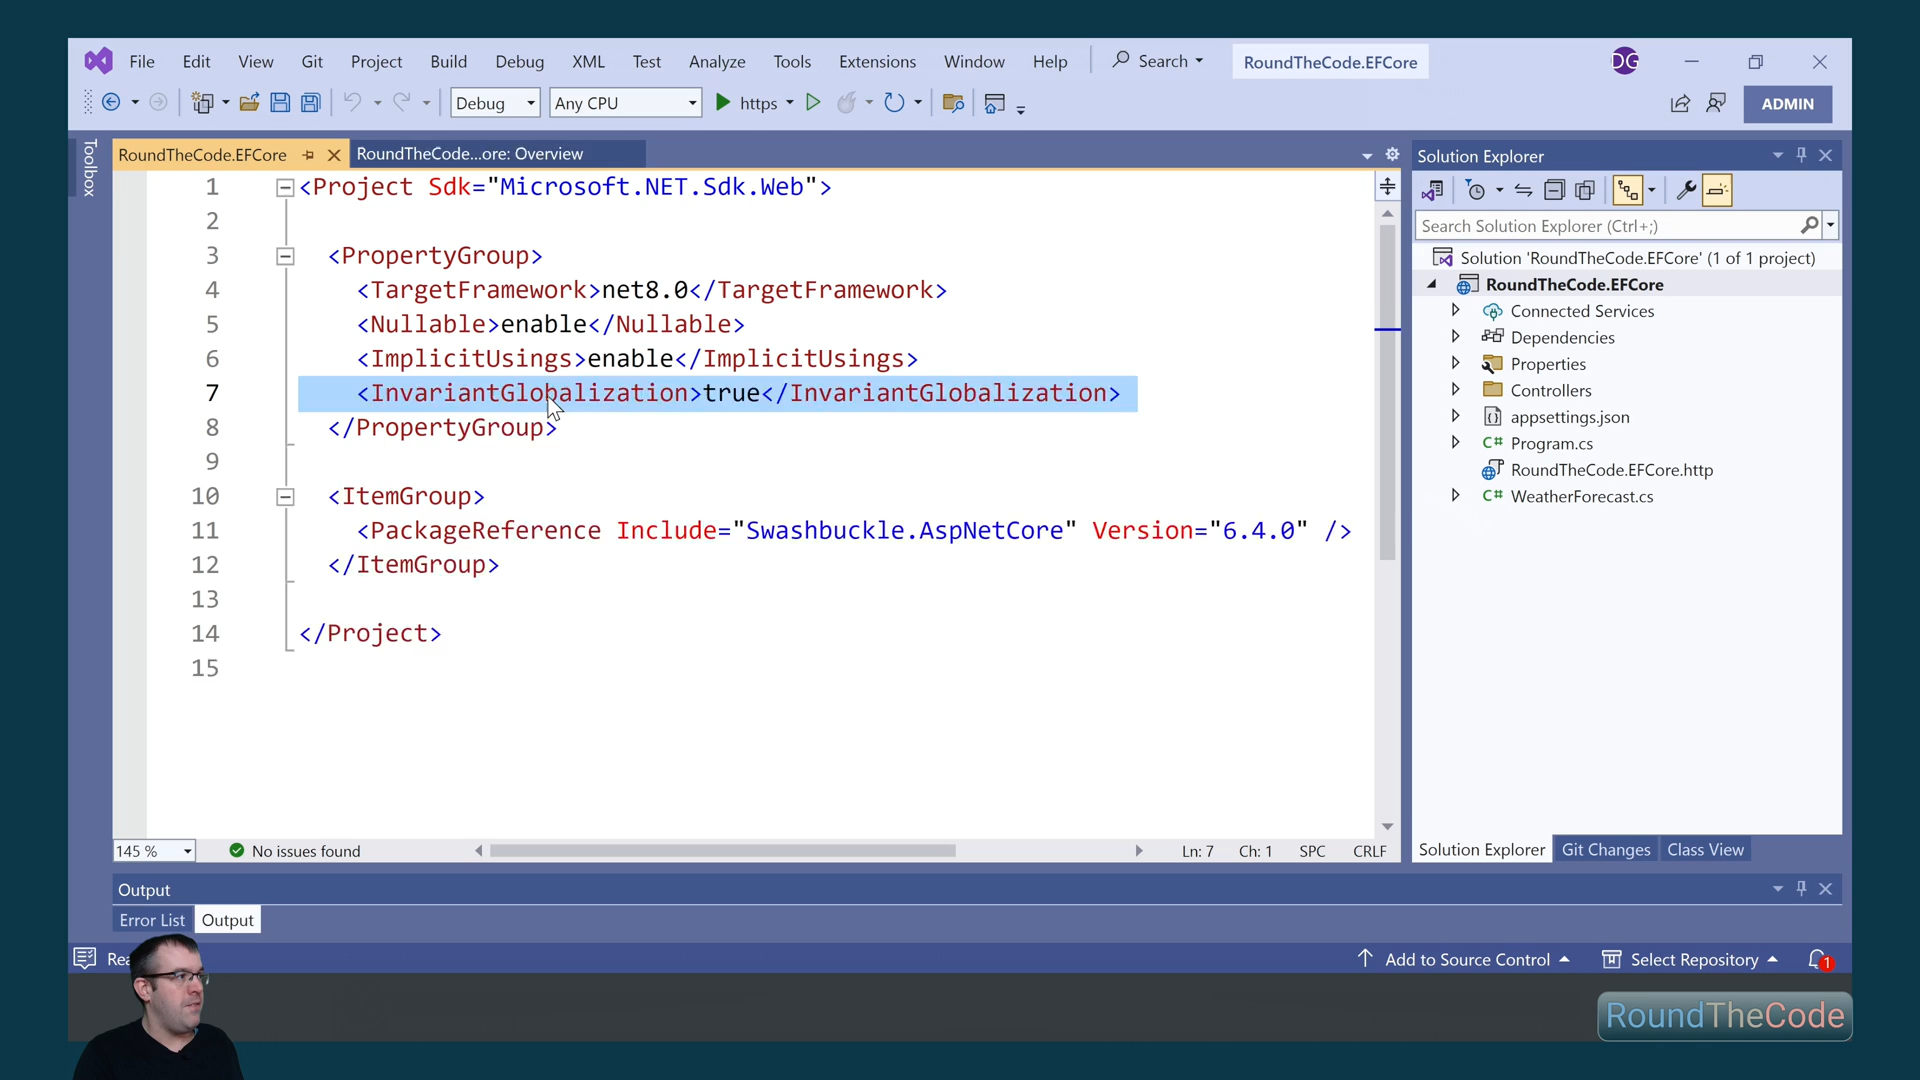 File Edit View Git Project Build Debug XML Test Analyze Tools Extensions Window Help Search RoundTheCode.EFCore DG
Debug Any CPU https ADMIN
Toolbox
RoundTheCode.EFCore RoundTheCode...ore: Overview
1 <Project Sdk="Microsoft.NET.Sdk.Web">
2
3 <PropertyGroup>
4 <TargetFramework>net8.0</TargetFramework>
5 <Nullable>enable</Nullable>
6 <ImplicitUsings>enable</ImplicitUsings>
7 <InvariantGlobalization>true</InvariantGlobalization>
8 </PropertyGroup>
9
10 <ItemGroup>
11 <PackageReference Include="Swashbuckle.AspNetCore" Version="6.4.0" />
12 </ItemGroup>
13
14 </Project>
15
145 % No issues found Ln: 7 Ch: 1 SPC CRLF
Solution Explorer
Search Solution Explorer (Ctrl+;)
Solution 'RoundTheCode.EFCore' (1 of 1 project)
RoundTheCode.EFCore
Connected Services
Dependencies
Properties
Controllers
appsettings.json
C# Program.cs
RoundTheCode.EFCore.http
C# WeatherForecast.cs
Solution Explorer Git Changes Class View
Output
Error List Output
Add to Source Control Select Repository 1
RoundTheCode